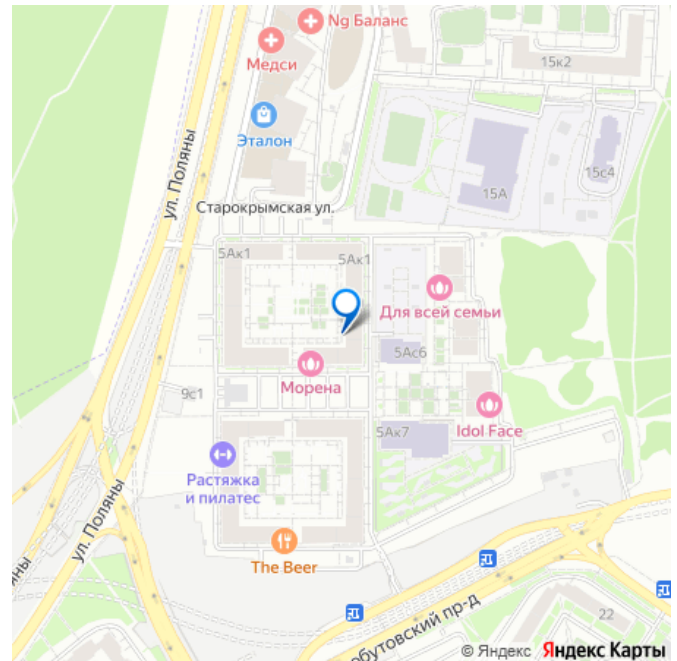 Ng Баланс
Медси
15к2
Эталон
ул. Поляны
15А
15с4
Старокрымская ул.
5Ак1
5Ак1
Для всей семьи
5Ас6
Морена
9с1
Idol Face
5Ак7
Растяжка
и пилатес
ул. Поляны
The Beer
22
© Яндекс Яндекс Карты